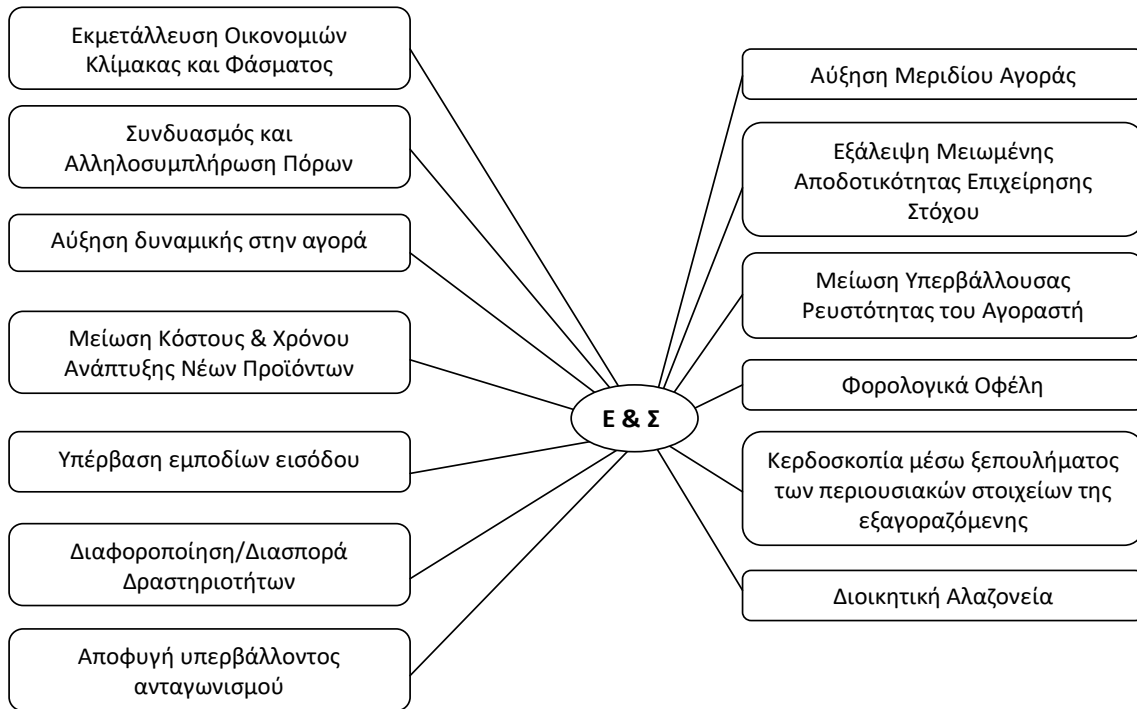 Εκμετάλλευση Οικονομιών
Κλίμακας και Φάσματος
Συνδυασμός και
Αλληλοσυμπλήρωση Πόρων
Αύξηση δυναμικής στην αγορά
Μείωση Κόστους & Χρόνου
Ανάπτυξης Νέων Προϊόντων
Υπέρβαση εμποδίων εισόδου
Διαφοροποίηση/Διασπορά
Δραστηριοτήτων
Αποφυγή υπερβάλλοντος
ανταγωνισμού
Ε & Σ
Αύξηση Μεριδίου Αγοράς
Εξάλειψη Μειωμένης
Αποδοτικότητας Επιχείρησης
Στόχου
Μείωση Υπερβάλλουσας
Ρευστότητας του Αγοραστή
Φορολογικά Οφέλη
Κερδοσκοπία μέσω ξεπουλήματος
των περιουσιακών στοιχείων της
εξαγοραζόμενης
Διοικητική Αλαζονεία